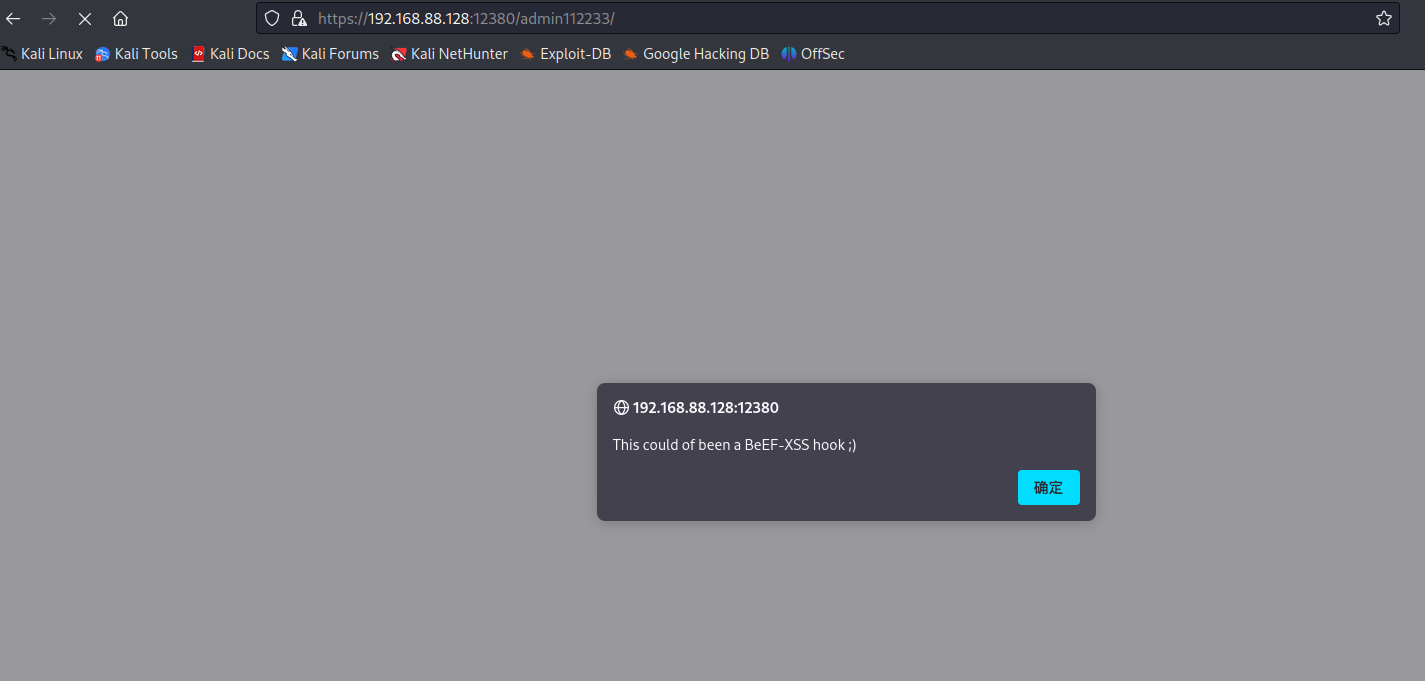 https://192.168.88.128:12380/admin112233/
Kali Linux Kali Tools Kali Docs Kali Forums Kali NetHunter Exploit-DB Google Hacking DB OffSec
192.168.88.128:12380
This could of been a BeEF-XSS hook ;)
确定